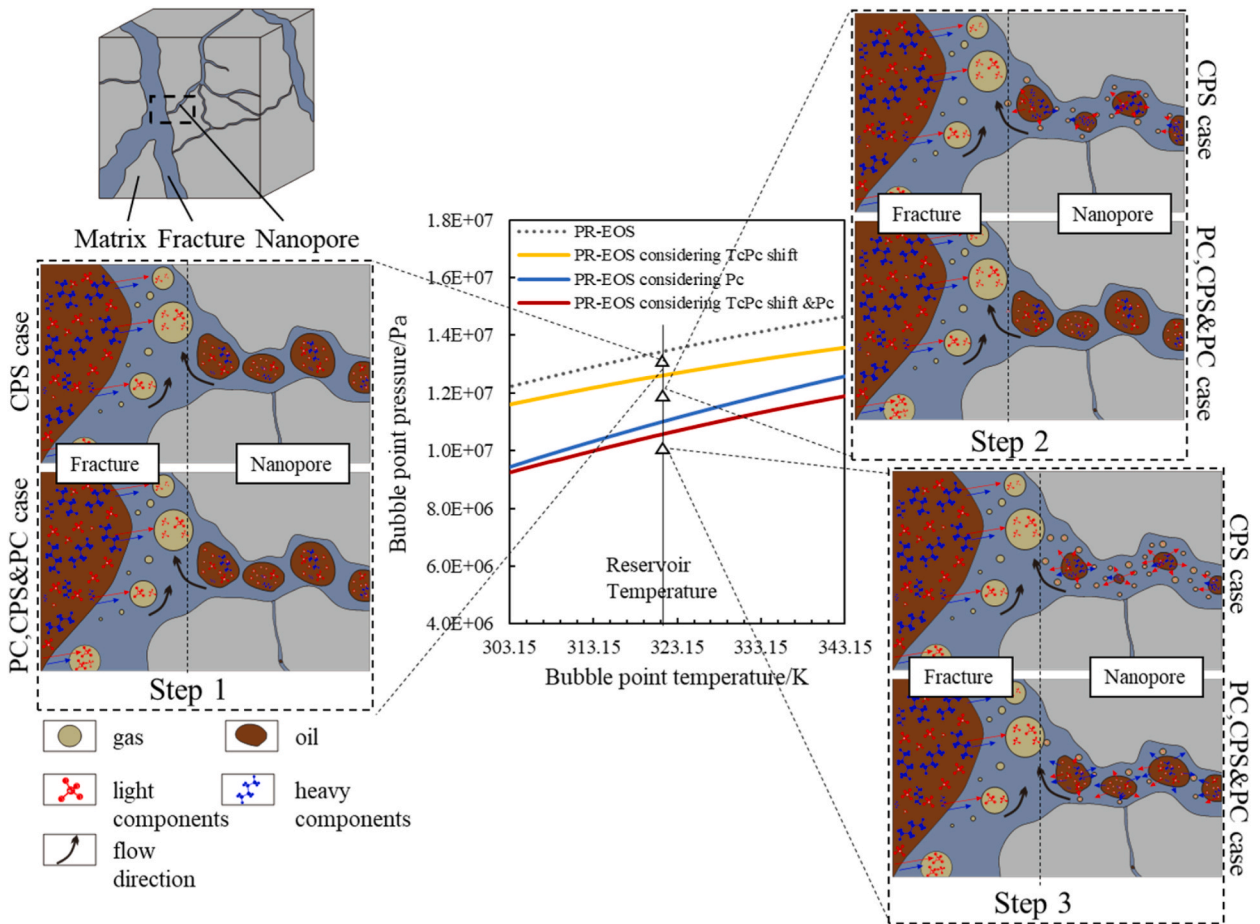 Matrix Fracture Nanopore
CPS case
PC,CPS&PC case
Fracture
Nanopore
Step 1
gas
oil
light
components
heavy
components
flow
direction
Bubble point pressure/Pa
1.8E+07
1.6E+07
1.4E+07
1.2E+07
1.0E+07
8.0E+06
6.0E+06
4.0E+06
PR-EOS
PR-EOS considering TcPc shift
PR-EOS considering Pc
PR-EOS considering TcPc shift &Pc
Reservoir
Temperature
303.15
313.15
323.15
333.15
343.15
Bubble point temperature/K
CPS case
PC,CPS&PC case
Fracture
Nanopore
Step 2
CPS case
PC,CPS&PC case
Fracture
Nanopore
Step 3